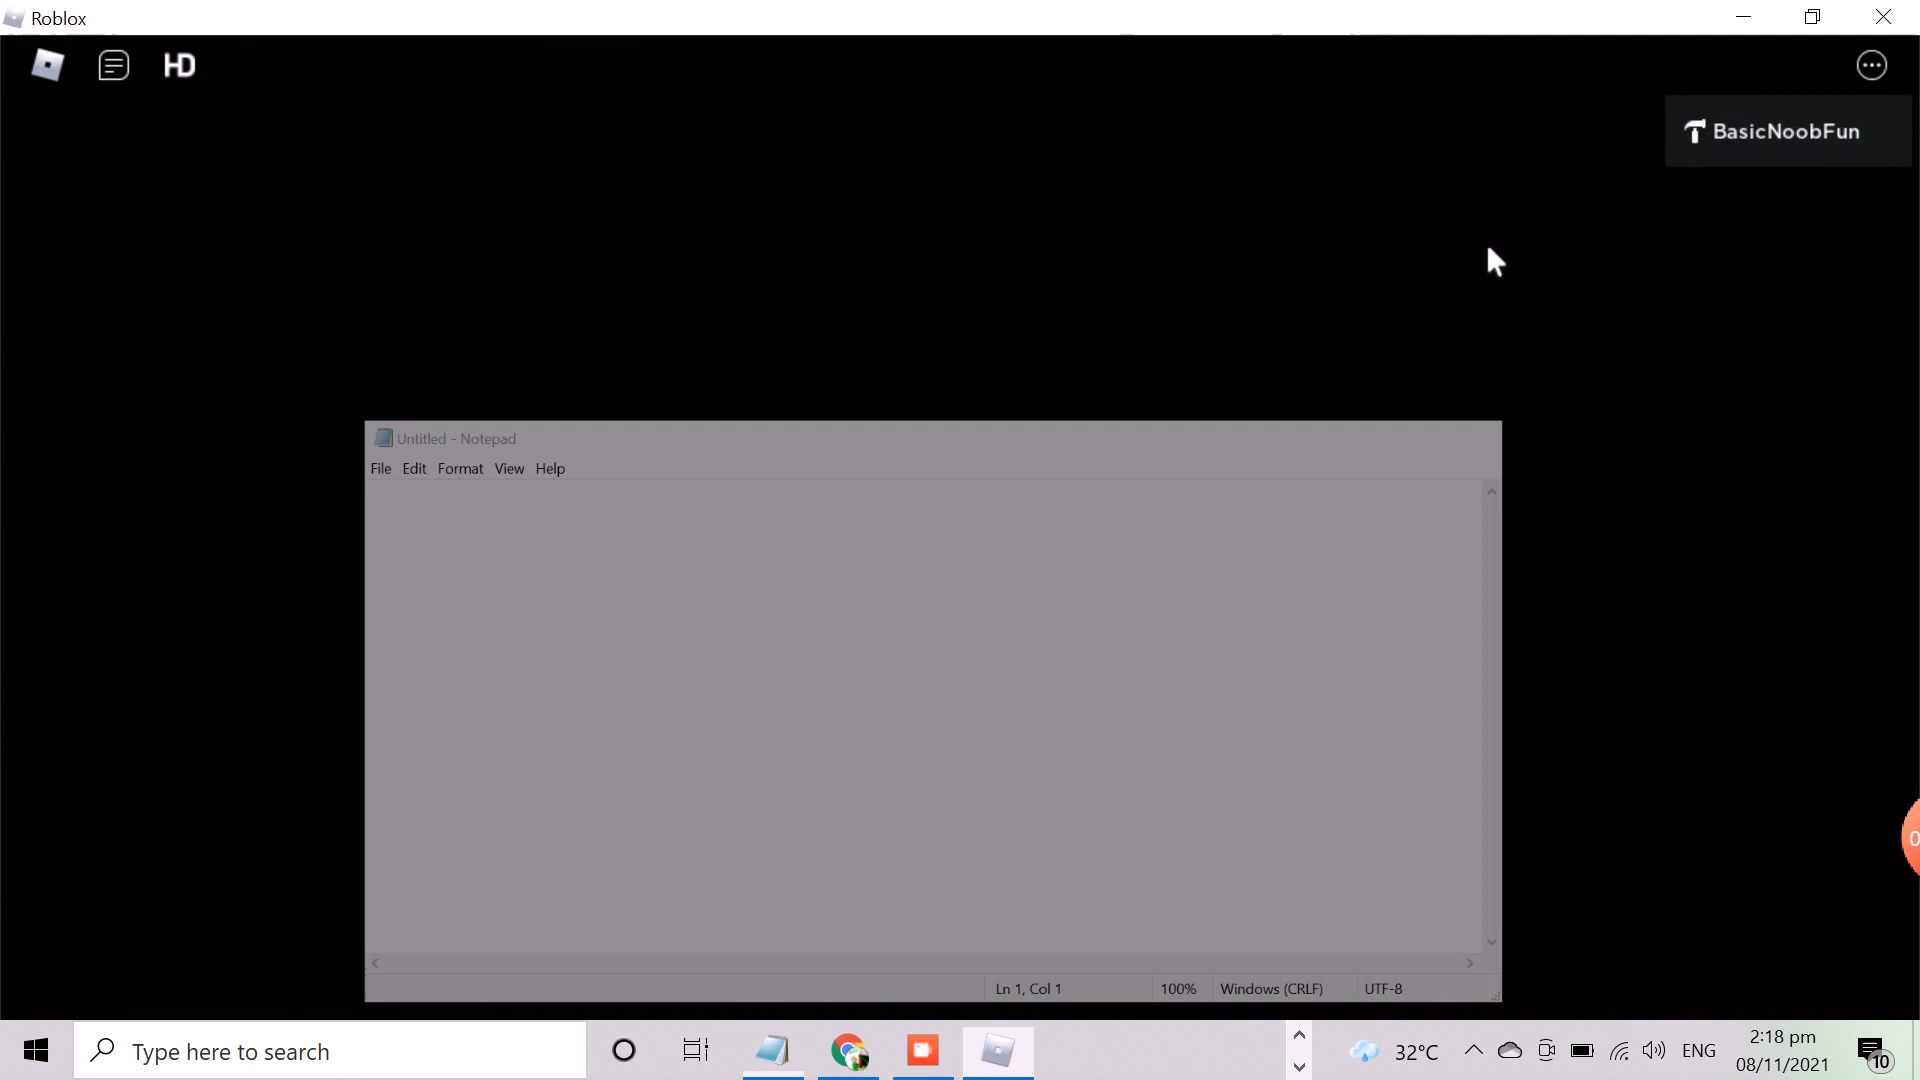 Roblox
HD
BasicNoobFun
Untitled - Notepad
File Edit Format View Help
Ln 1, Col 1 100% Windows (CRLF) UTF-8
0
Type here to search
32°C
ENG
2:18 pm
08/11/2021
10